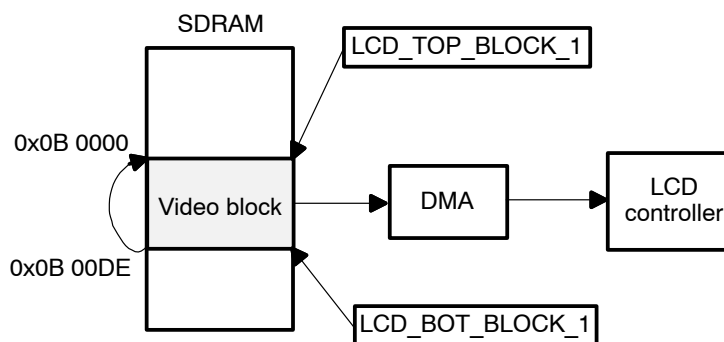 SDRAM
LCD_TOP_BLOCK_1
0x0B 0000
Video block
DMA
LCD
controller
0x0B 00DE
LCD_BOT_BLOCK_1